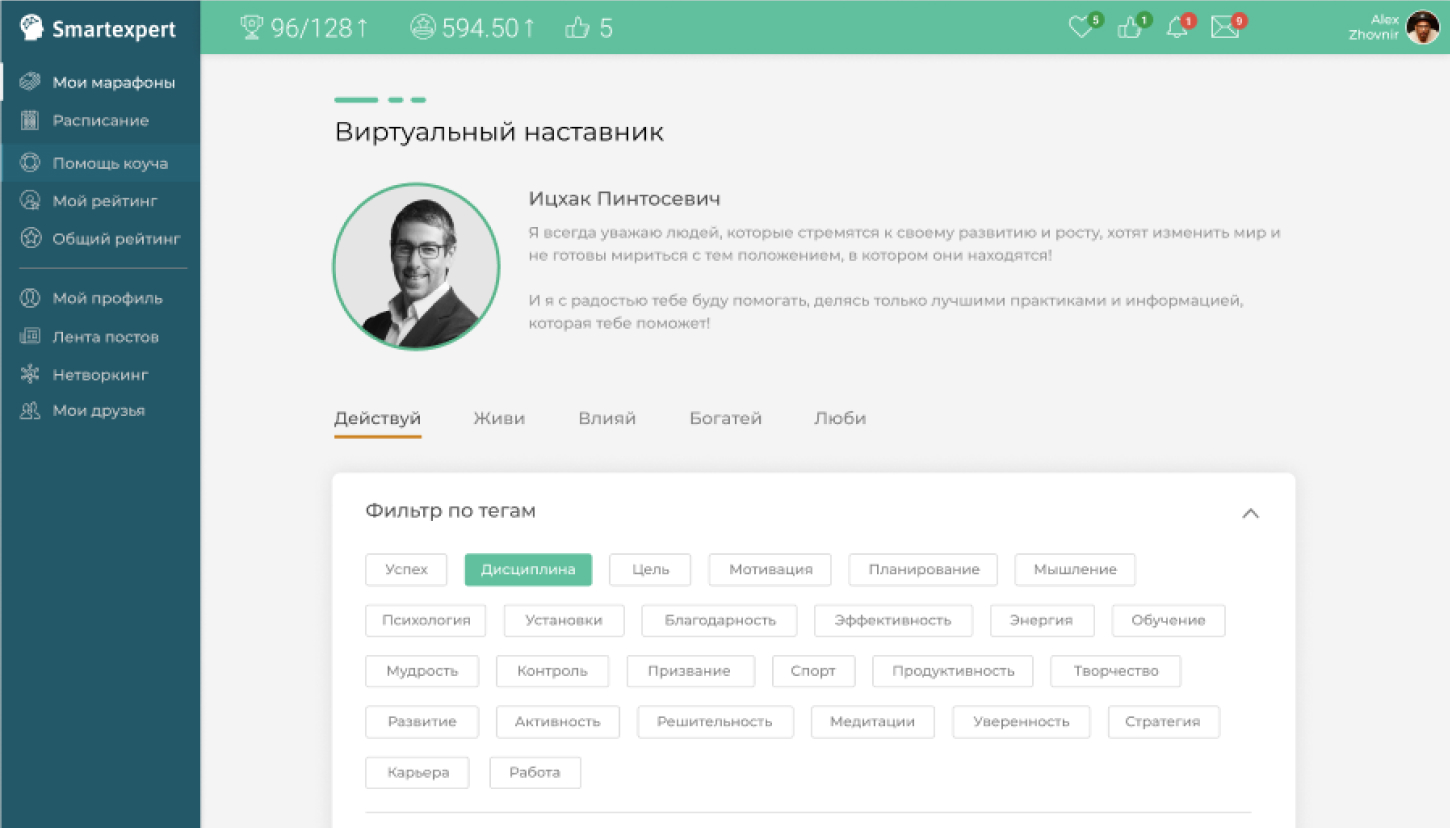 Smartexpert
96/128↑ 594.50↑ 5
5 1 1 9
Alex
Zhovnir
Мои марафоны
Расписание
Помощь коуча
Мой рейтинг
Общий рейтинг
Мой профиль
Лента постов
Нетворкинг
Мои друзья
Виртуальный наставник
Ицхак Пинтосевич
Я всегда уважаю людей, которые стремятся к своему развитию и росту, хотят изменить мир и
не готовы мириться с тем положением, в котором они находятся!
И я с радостью тебе буду помогать, делясь только лучшими практиками и информацией,
которая тебе поможет!
Действуй Живи Влияй Богатей Люби
Фильтр по тегам
Успех Дисциплина Цель Мотивация Планирование Мышление
Психология Установки Благодарность Эффективность Энергия Обучение
Мудрость Контроль Призвание Спорт Продуктивность Творчество
Развитие Активность Решительность Медитации Уверенность Стратегия
Карьера Работа